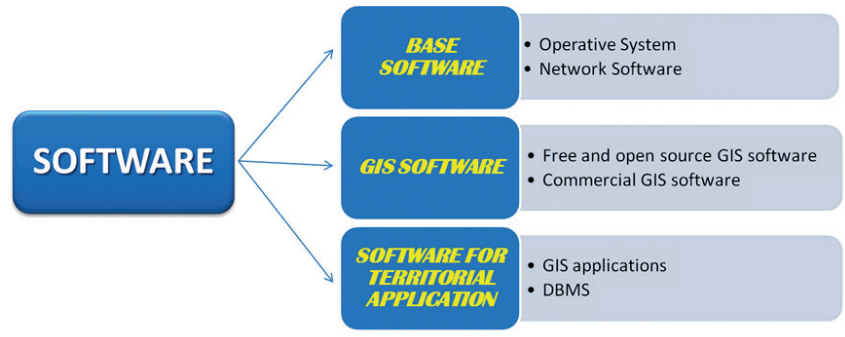 SOFTWARE
BASE
SOFTWARE
• Operative System
• Network Software
GIS SOFTWARE
• Free and open source GIS software
• Commercial GIS software
SOFTWARE FOR
TERRITORIAL
APPLICATION
• GIS applications
• DBMS